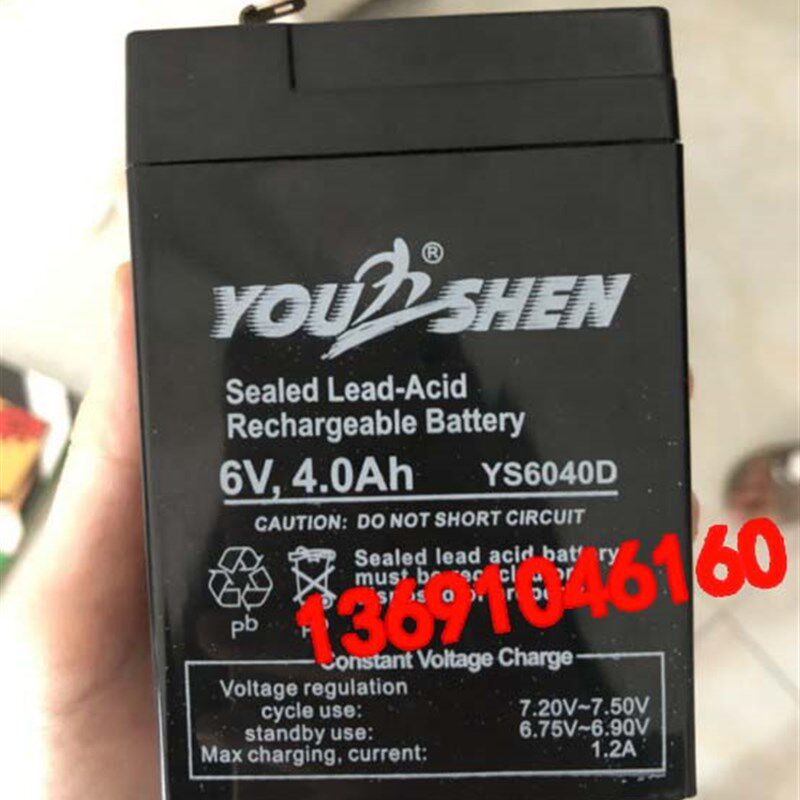 YOU SHEN®
Sealed Lead-Acid
Rechargeable Battery
6V, 4.0Ah YS6040D
CAUTION: DO NOT SHORT CIRCUIT
Sealed lead acid battery
must be
13691046160
pb
Constant Voltage Charge
Voltage regulation
cycle use: 7.20V~7.50V
standby use: 6.75V~6.90V
Max charging, current: 1.2A